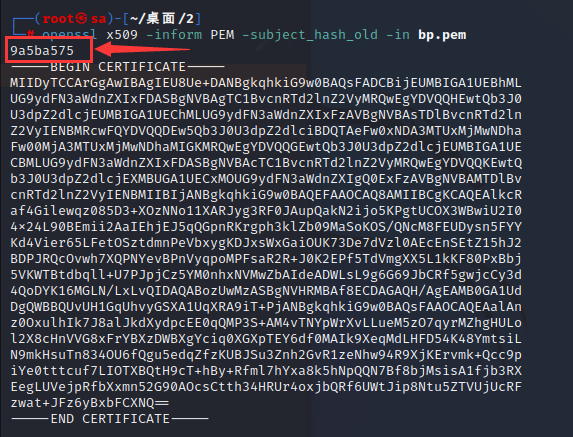 ┌──(root㉿sa)-[~/桌面/2]
└─# openssl x509 -inform PEM -subject_hash_old -in bp.pem
9a5ba575
-----BEGIN CERTIFICATE-----
MIIDyTCCArGgAwIBAgIEU8Ue+DANBgkqhkiG9w0BAQsFADCBijEUMBIGA1UEBhML
UG9ydFN3aWdnZXIxFDASBgNVBAgTC1BvcnRTd2lnZ2VyMRQwEgYDVQQHEwtQb3J0
U3dpZ2dlcjEUMBIGA1UEChMLUG9ydFN3aWdnZXIxFzAVBgNVBAsTDlBvcnRTd2ln
Z2VyIENBMRcwFQYDVQQDEw5Qb3J0U3dpZ2dlciBDQTAeFw0xNDA3MTUxMjMwNDha
Fw00MjA3MTUxMjMwNDhaMIGKMRQwEgYDVQQGEwtQb3J0U3dpZ2dlcjEUMBIGA1UE
CBMLUG9ydFN3aWdnZXIxFDASBgNVBAcTC1BvcnRTd2lnZ2VyMRQwEgYDVQQKEwtQ
b3J0U3dpZ2dlcjEXMBUGA1UECxMOUG9ydFN3aWdnZXIgQ0ExFzAVBgNVBAMTDlBv
cnRTd2lnZ2VyIENBMIIBIjANBgkqhkiG9w0BAQEFAAOCAQ8AMIIBCgKCAQEAlkcR
af4Gilewqz085D3+XOzNNo11XARJyg3RF0JAupQakN2ijo5KPgtUCOX3WBwiU2I0
4×24L90BEmii2AaIEhjEJ5qQGpnRKrgph3klZb09MaSoKOS/QNcM8FEUDysn5FYY
Kd4Vier65LFetOSztdmnPeVbxygKDJxsWxGaiOUK73De7dVzl0AEcEnSEtZ15hJ2
BDPJRQcOvwh7XQPNYevBPnVyqpoMPFsaR2R+J0K2EPf5TdVmgXX5L1kKF80PxBbj
5VKWTBtdbqll+U7PJpjCz5YM0nhxNVMwZbAIdeADWLsL9g6G69JbCRf5gwjcCy3d
4QoDYK16MGLN/LxLvQIDAQABozUwMzASBgNVHRMBAf8ECDAGAQH/AgEAMB0GA1Ud
DgQWBBQUvUH1GqUhvyGSXA1UqXRA9iT+PjANBgkqhkiG9w0BAQsFAAOCAQEAalAn
z0OxulhIk7J8alJkdXydpcEE0qQMP3S+AM4vTNYpWrXvLLueM5zO7qyrMZhgHULo
l2X8cHnVVG8xFrYBXzDWBXgYciq0XGXpTEY6df0MAIk9XeqMdLHFD54K48YmtsiL
N9mkHsuTn834OU6fQgu5edqZfzKUBJSu3Znh2GvR1zeNhw94R9XjKErvmk+Qcc9p
iYe0tttcuf7LIOTXBQtH9cT+hBy+Rfml7hYxa8k5hNpQQN7Bf8bjMsisA1fjb3RX
EegLUVejpRfbXxmn52G90AOcsCtth34HRUr4oxjbQRf6UWtJip8Ntu5ZTVUjUcRF
zwat+JFz6yBxbFCXNQ==
-----END CERTIFICATE-----